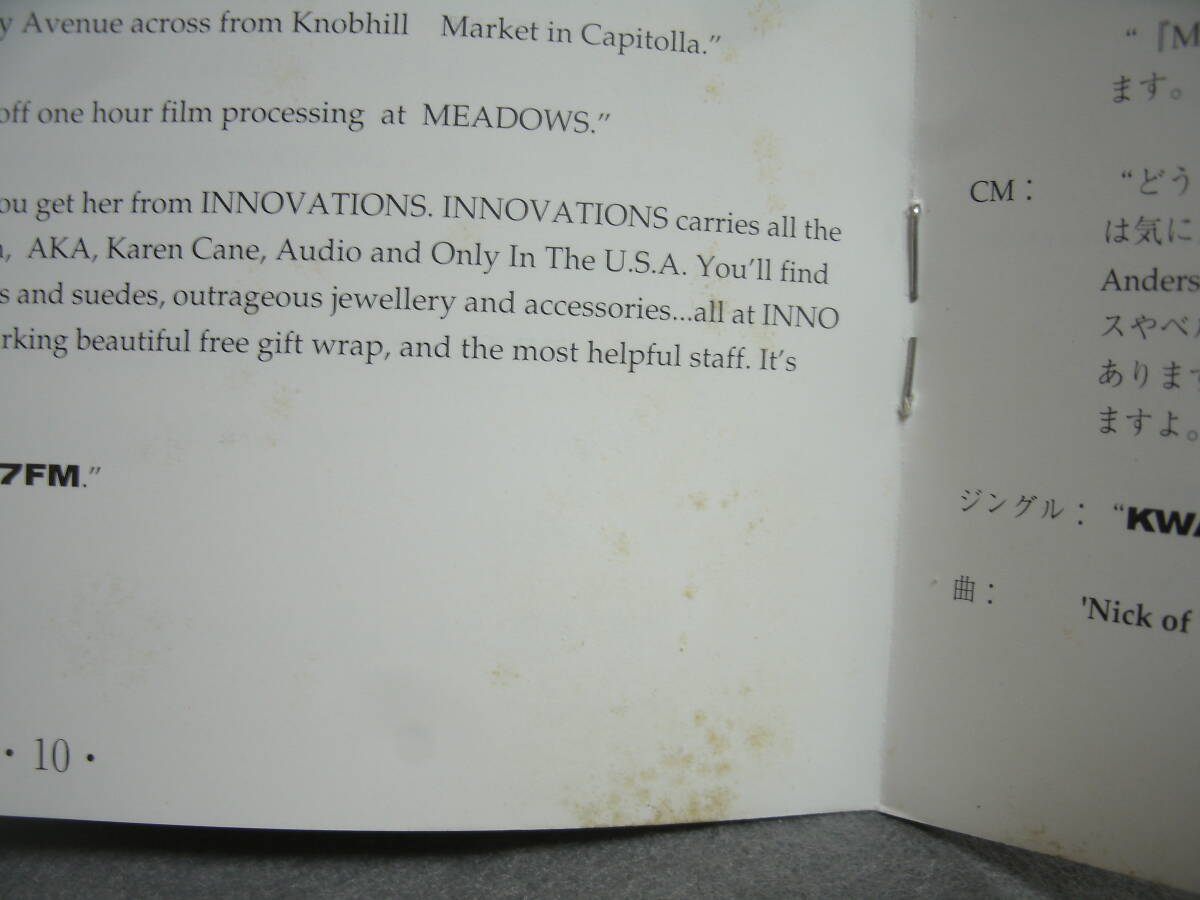 Avenue across from Knobhill Market in Capitolla.”
off one hour film processing at MEADOWS.”
you get her from INNOVATIONS. INNOVATIONS carries all the
AKA, Karen Cane, Audio and Only In The U.S.A. You’ll find
s and suedes, outrageous jewellery and accessories...all at INNO
beautiful free gift wrap, and the most helpful staff. It’s
7FM.”
・10・
“『M
ます。
CM： “どう
は気に
Anders
スやベ
あります
ますよ。
ジングル： “KWA
曲： 'Nick of